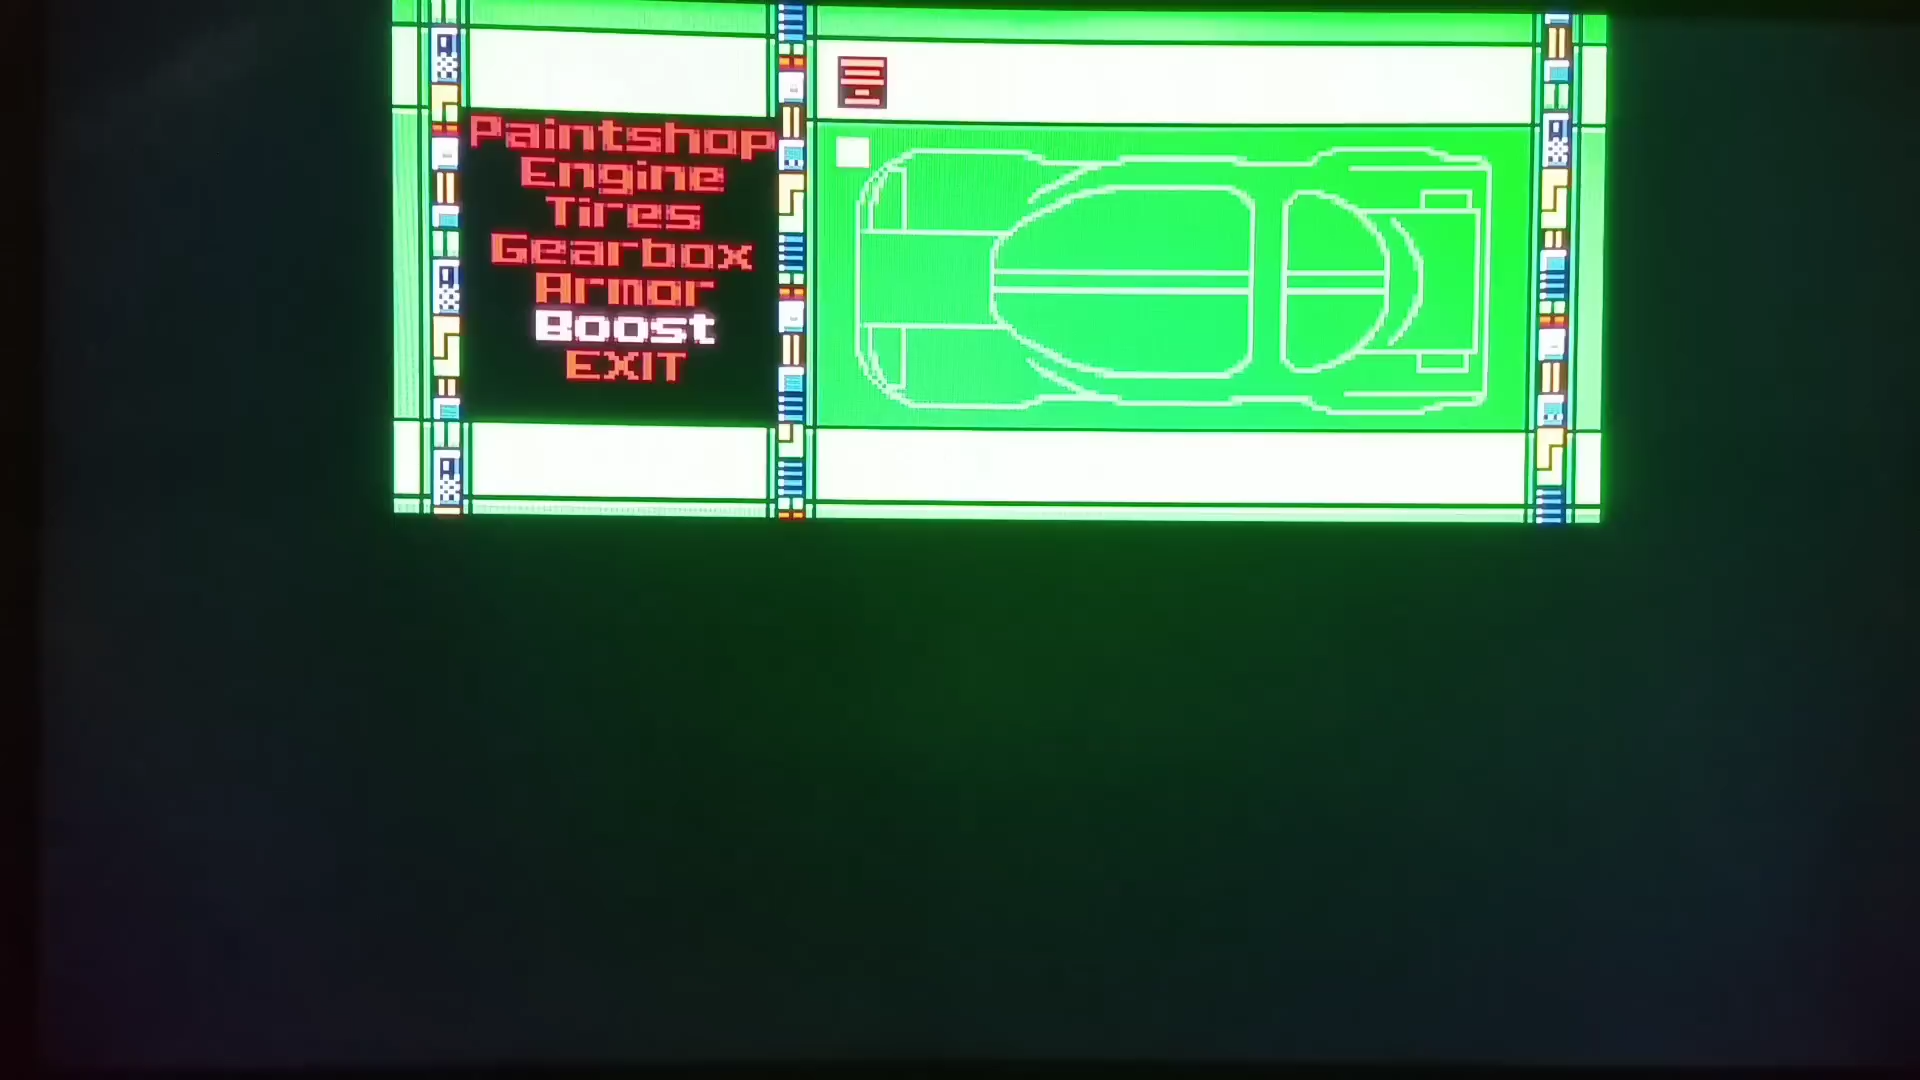 Paintshop
Engine
Tires
Gearbox
Armor
Boost
EXIT